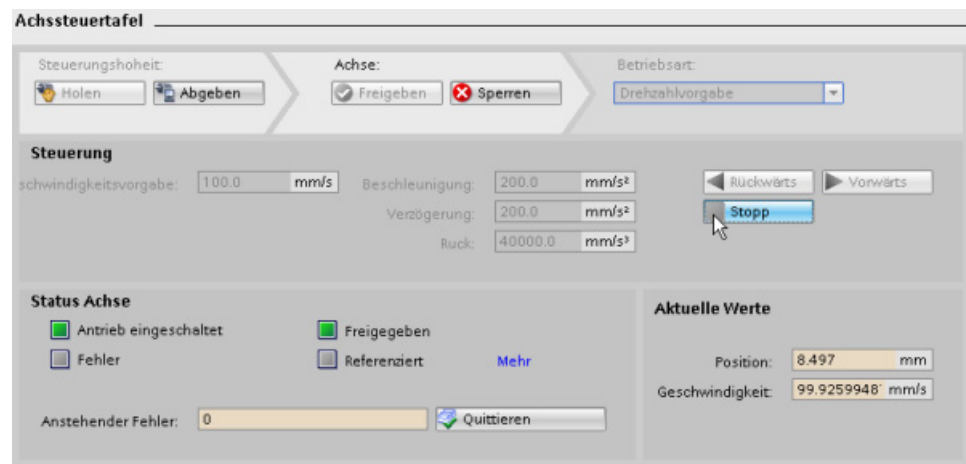 Achssteuertafel
Steuerungshoheit: Achse: Betriebsart:
Holen Abgeben Freigeben Sperren Drehzahlvorgabe
Steuerung
schwindigkeitsvorgabe: 100.0 mm/s Beschleunigung: 200.0 mm/s² Rückwärts Vorwärts
Verzögerung: 200.0 mm/s² Stopp
Ruck: 40000.0 mm/s³
Status Achse Aktuelle Werte
Antrieb eingeschaltet Freigegeben
Fehler Referenziert Mehr Position: 8.497 mm
Geschwindigkeit: 99.9259948 mm/s
Anstehender Fehler: 0 Quittieren